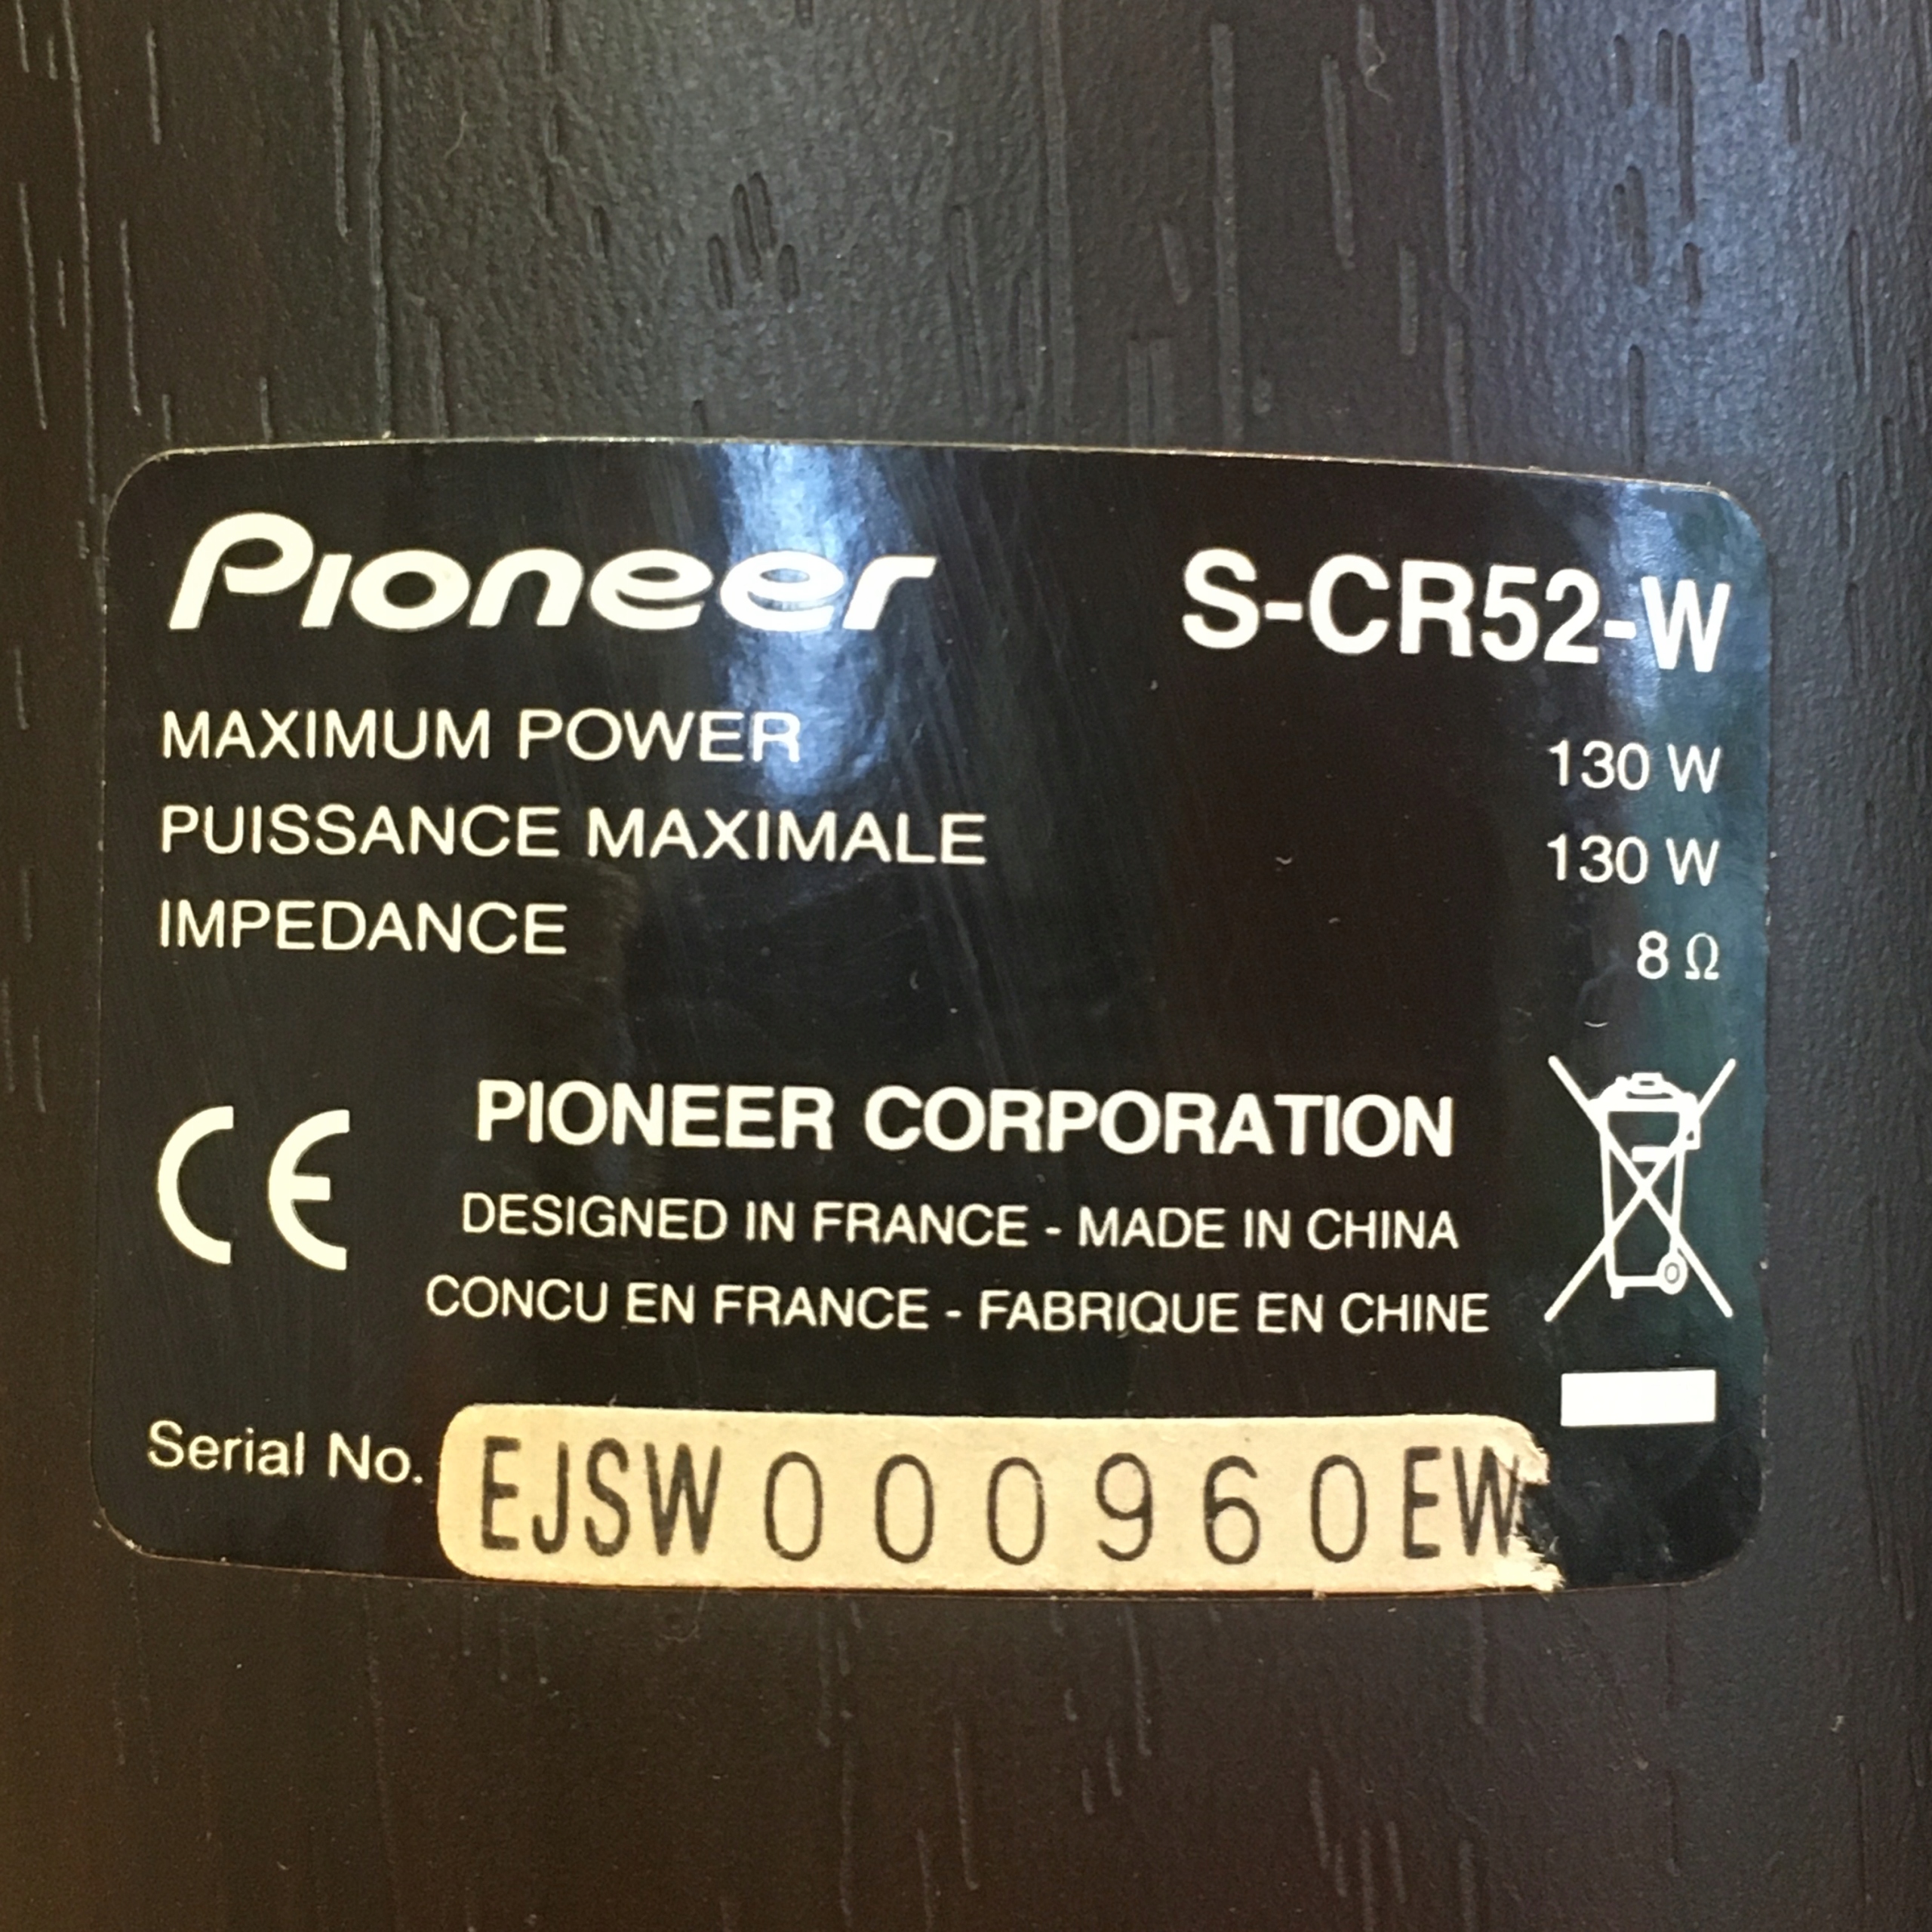 Pioneer S-CR52-W
MAXIMUM POWER 130 W
PUISSANCE MAXIMALE 130 W
IMPEDANCE 8 Ω
CE PIONEER CORPORATION
DESIGNED IN FRANCE - MADE IN CHINA
CONCU EN FRANCE - FABRIQUE EN CHINE
Serial No. EJSW000960EW